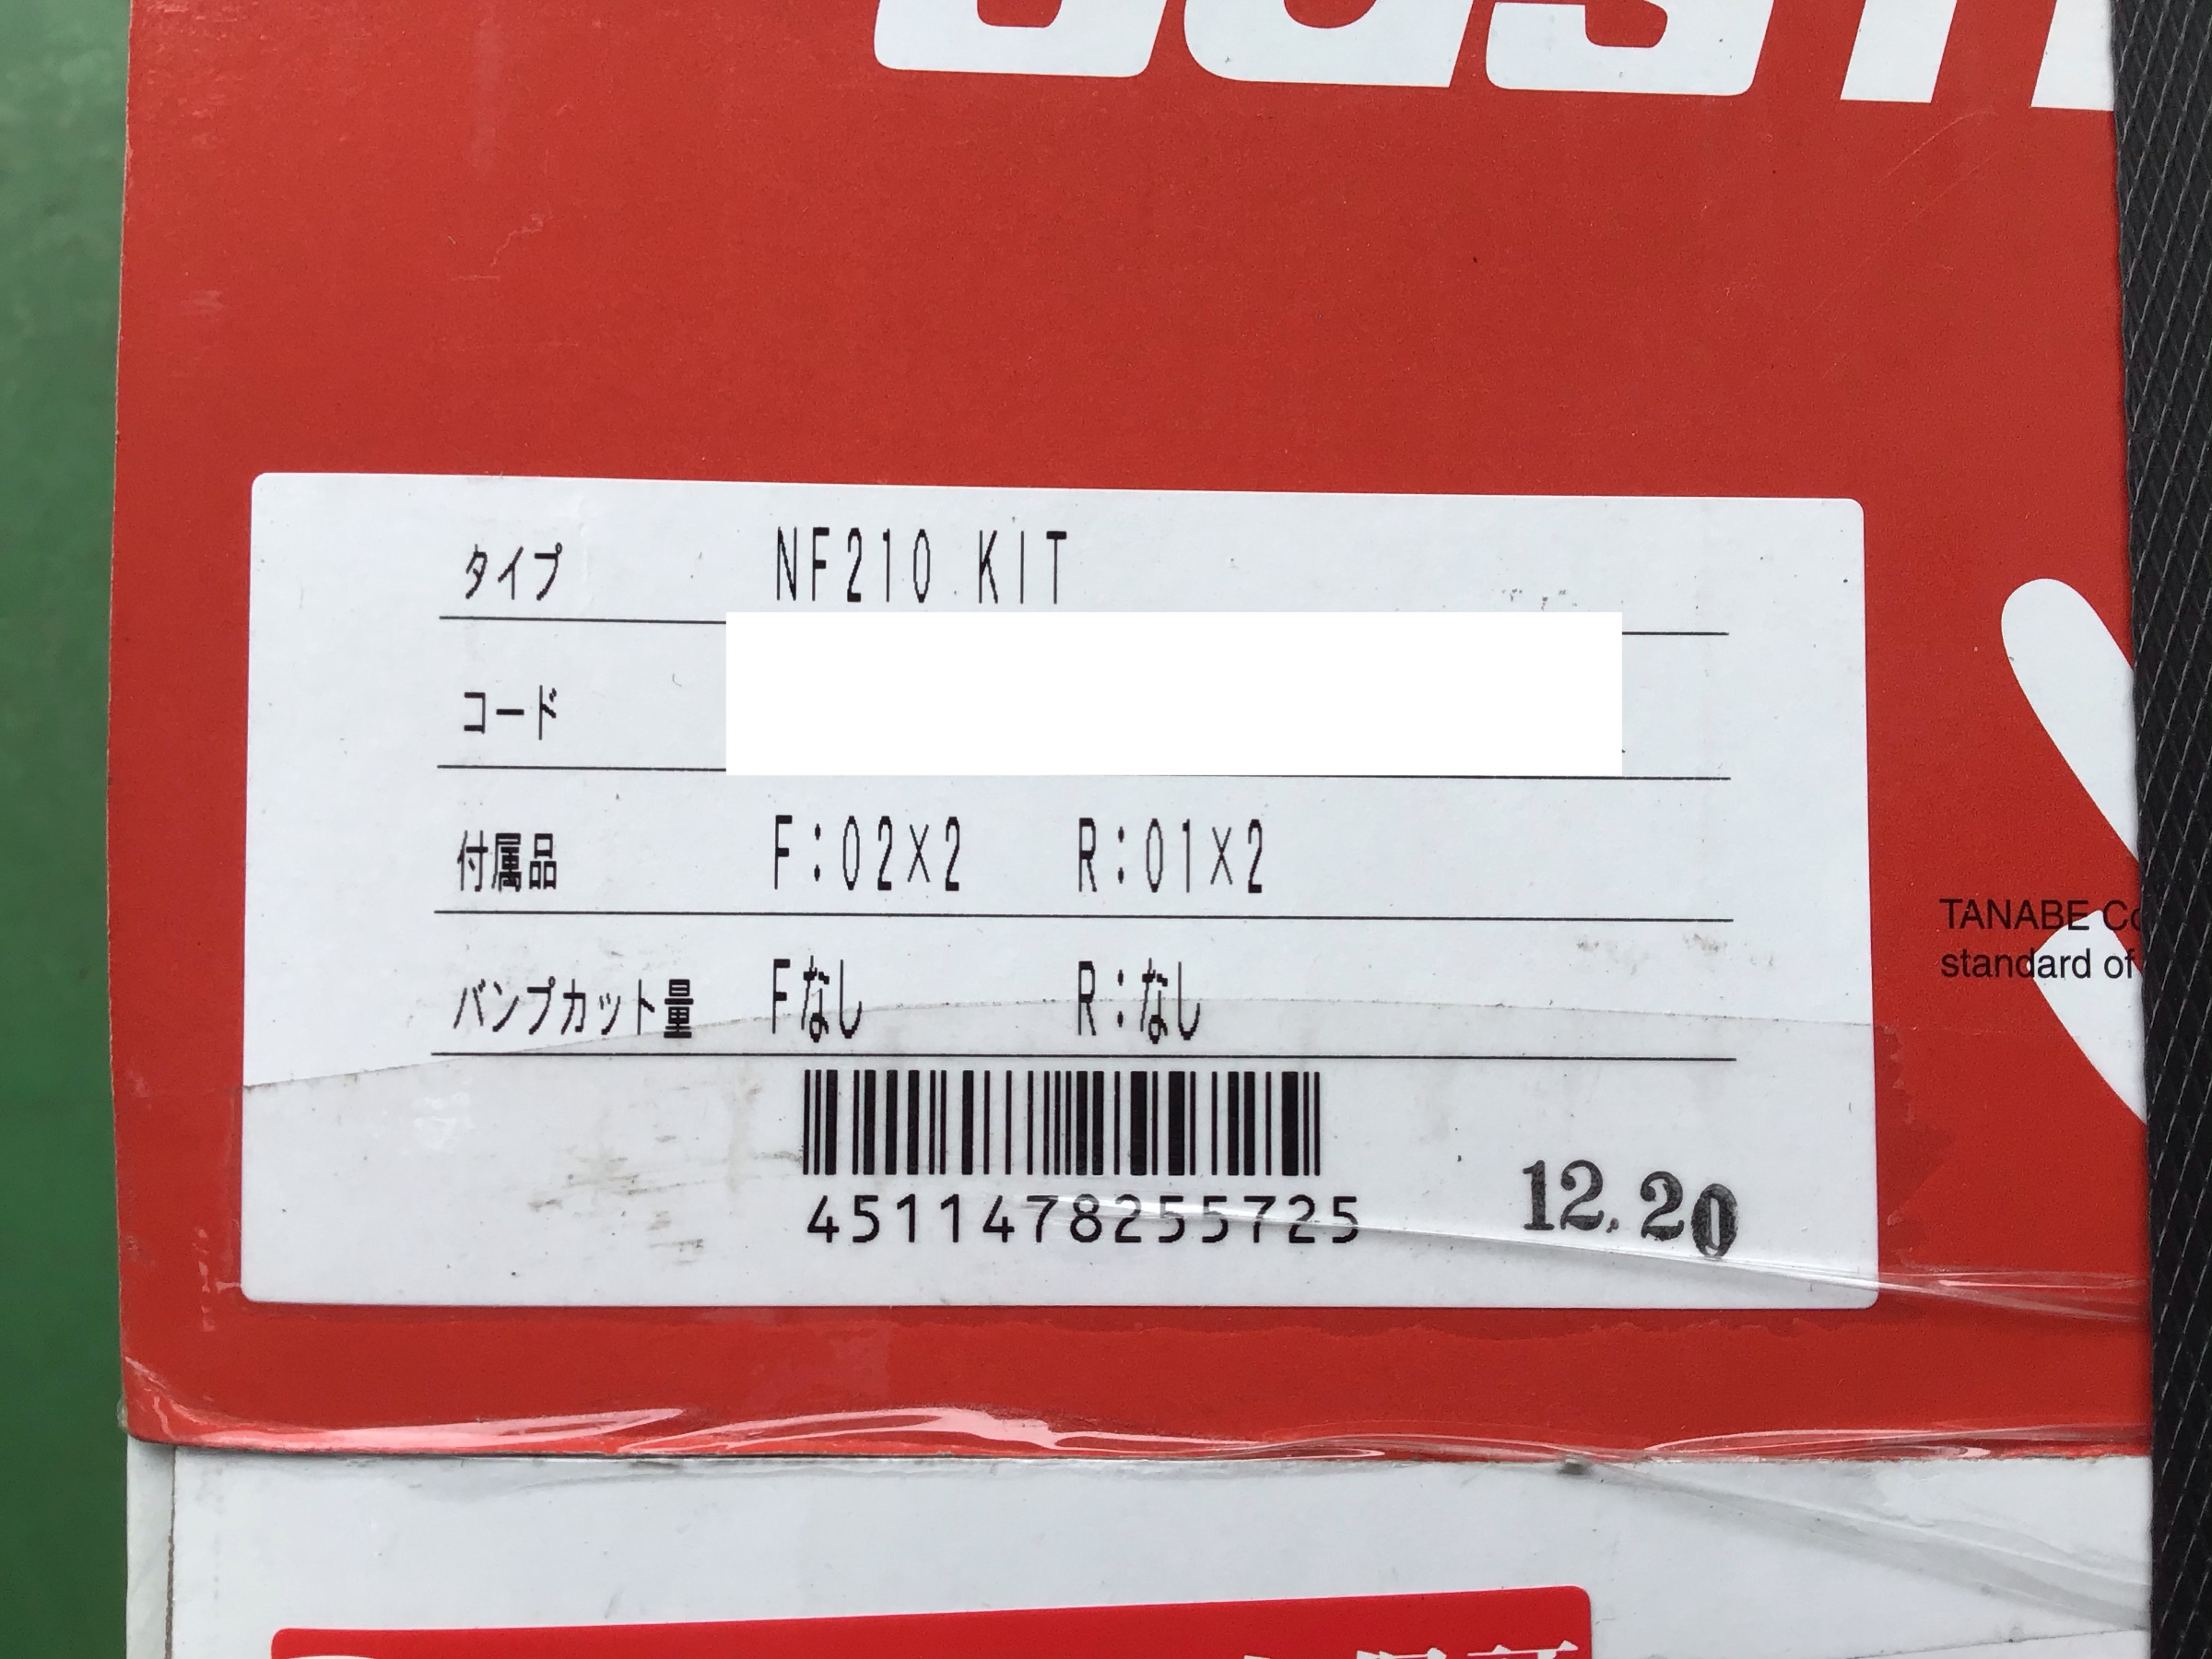 タイプ NF210 KIT
コード
付属品 F:02×2 R:01×2
バンプカット量 Fなし R:なし
4511478255725
12.20
TANABE
standard of